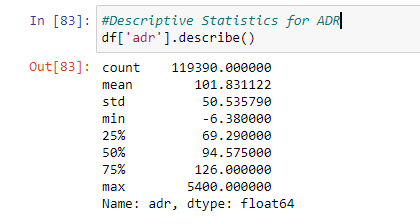 In [83]: #Descriptive Statistics for ADR
df['adr'].describe()
Out[83]: count 119390.000000
mean 101.831122
std 50.535790
min -6.380000
25% 69.290000
50% 94.575000
75% 126.000000
max 5400.000000
Name: adr, dtype: float64